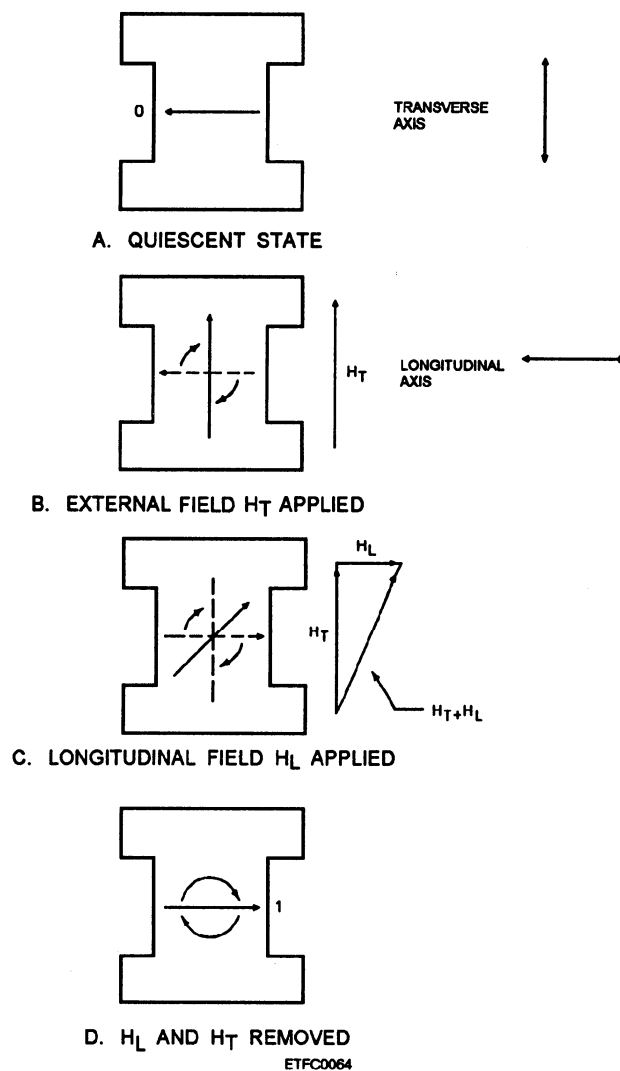 0
TRANSVERSE
AXIS
A. QUIESCENT STATE
HT
LONGITUDINAL
AXIS
B. EXTERNAL FIELD HT APPLIED
HL
HT
HT+HL
C. LONGITUDINAL FIELD HL APPLIED
1
D. HL AND HT REMOVED
ETFC0064